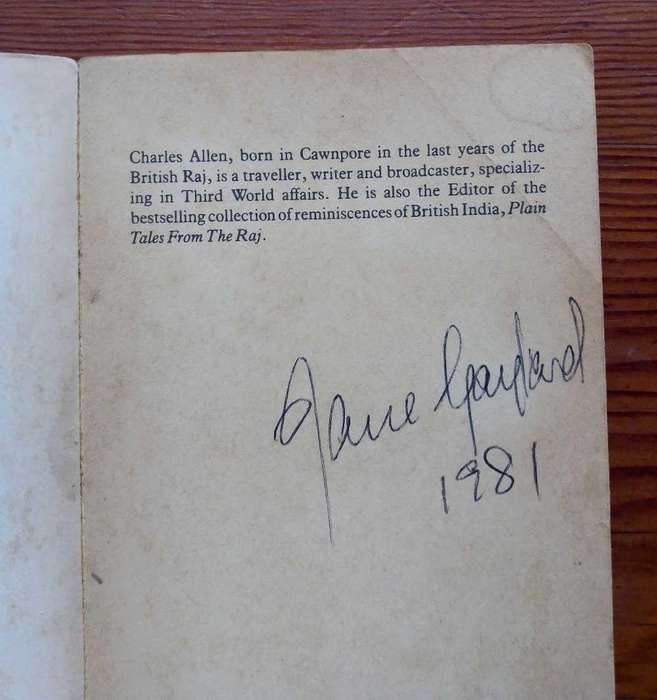 Charles Allen, born in Cawnpore in the last years of the
British Raj, is a traveller, writer and broadcaster, specializ-
ing in Third World affairs. He is also the Editor of the
bestselling collection of reminiscences of British India, Plain
Tales From The Raj.
Jane
1981